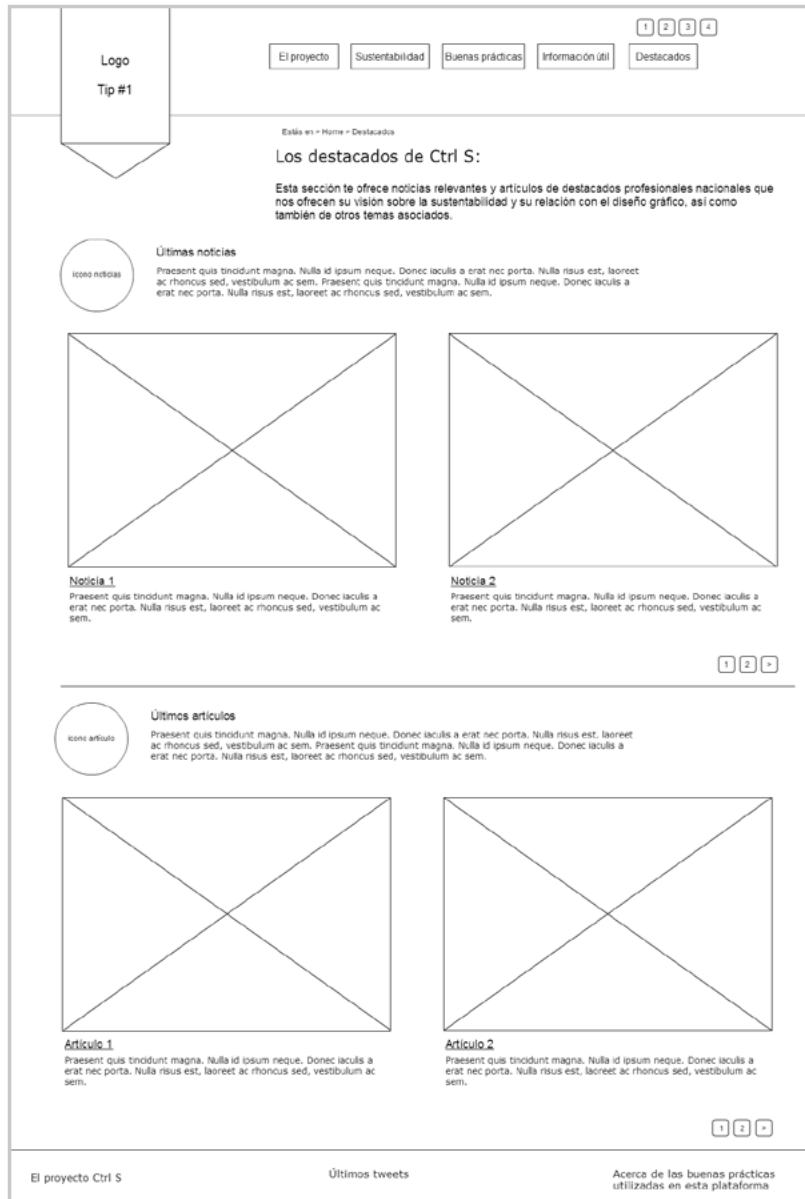 1 2 3 4
Logo
Tip #1
El proyecto Sustentabilidad Buenas prácticas Información útil Destacados
Estás en > Home > Destacados
Los destacados de Ctrl S:
Esta sección te ofrece noticias relevantes y artículos de destacados profesionales nacionales que
nos ofrecen su visión sobre la sustentabilidad y su relación con el diseño gráfico, así como
también de otros temas asociados.
icono noticias
Últimas noticias
Praesent quis tincidunt magna. Nulla id ipsum neque. Donec iaculis a erat nec porta. Nulla risus est, laoreet
ac rhoncus sed, vestibulum ac sem. Praesent quis tincidunt magna. Nulla id ipsum neque. Donec iaculis a
erat nec porta. Nulla risus est, laoreet ac rhoncus sed, vestibulum ac sem.
Noticia 1
Praesent quis tincidunt magna. Nulla id ipsum neque. Donec iaculis a
erat nec porta. Nulla risus est, laoreet ac rhoncus sed, vestibulum ac
sem.
Noticia 2
Praesent quis tincidunt magna. Nulla id ipsum neque. Donec iaculis a
erat nec porta. Nulla risus est, laoreet ac rhoncus sed, vestibulum ac
sem.
1 2 >
icono artículo
Últimos artículos
Praesent quis tincidunt magna. Nulla id ipsum neque. Donec iaculis a erat nec porta. Nulla risus est, laoreet
ac rhoncus sed, vestibulum ac sem. Praesent quis tincidunt magna. Nulla id ipsum neque. Donec iaculis a
erat nec porta. Nulla risus est, laoreet ac rhoncus sed, vestibulum ac sem.
Artículo 1
Praesent quis tincidunt magna. Nulla id ipsum neque. Donec iaculis a
erat nec porta. Nulla risus est, laoreet ac rhoncus sed, vestibulum ac
sem.
Artículo 2
Praesent quis tincidunt magna. Nulla id ipsum neque. Donec iaculis a
erat nec porta. Nulla risus est, laoreet ac rhoncus sed, vestibulum ac
sem.
1 2 >
El proyecto Ctrl S
Últimos tweets
Acerca de las buenas prácticas
utilizadas en esta plataforma